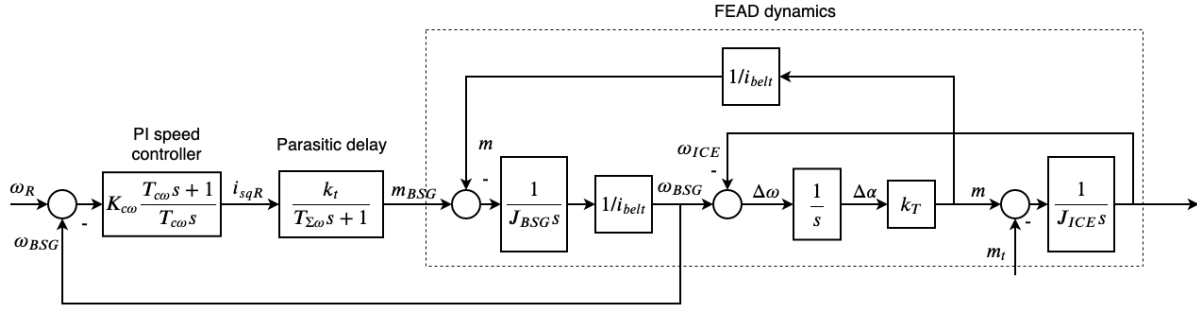 FEAD dynamics
1/i_belt
PI speed
controller
Parasitic delay
m
ω_ICE
-
-
ω_R
K_cω (T_cω s + 1)/(T_cω s)
i_sqR
k_t/(T_Σω s + 1)
m_BSG
1/(J_BSG s)
1/i_belt
ω_BSG
Δω
1/s
Δα
k_T
m
1/(J_ICE s)
-
-
ω_BSG
m_t